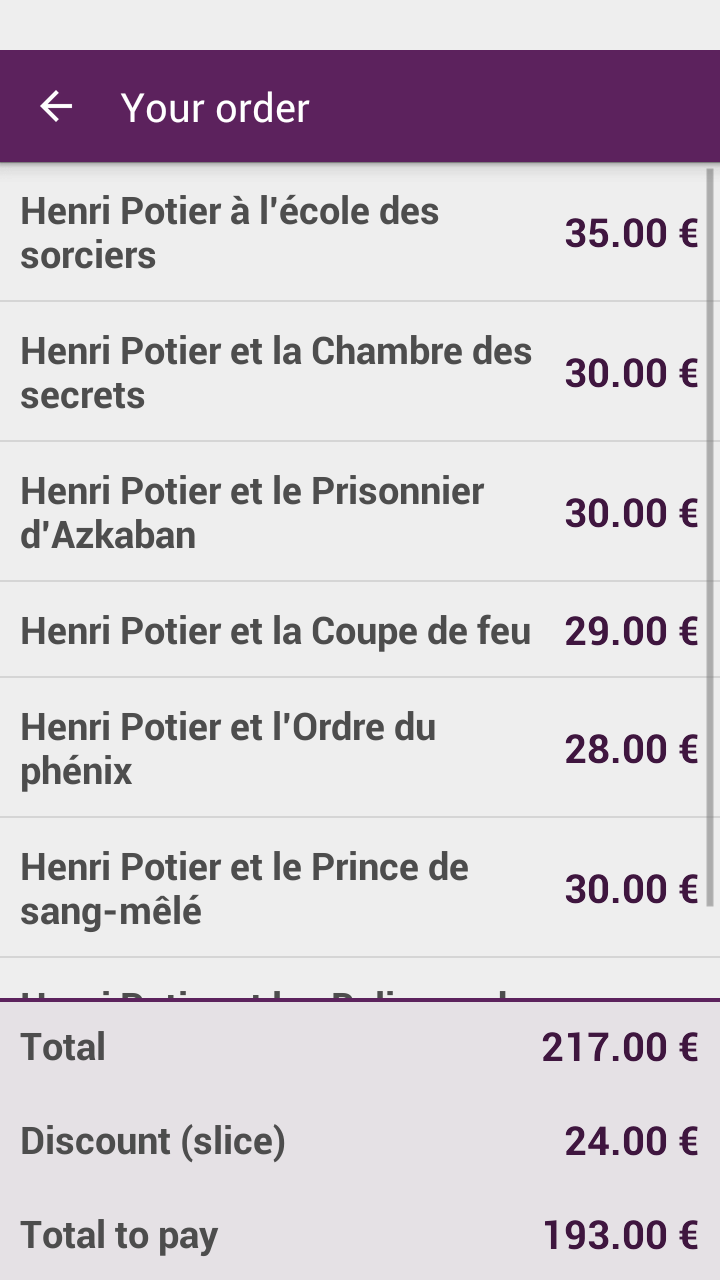 Your order
Henri Potier à l'école des
sorciers
35.00 €
Henri Potier et la Chambre des
secrets
30.00 €
Henri Potier et le Prisonnier
d'Azkaban
30.00 €
Henri Potier et la Coupe de feu
29.00 €
Henri Potier et l'Ordre du
phénix
28.00 €
Henri Potier et le Prince de
sang-mêlé
30.00 €
Total
217.00 €
Discount (slice)
24.00 €
Total to pay
193.00 €